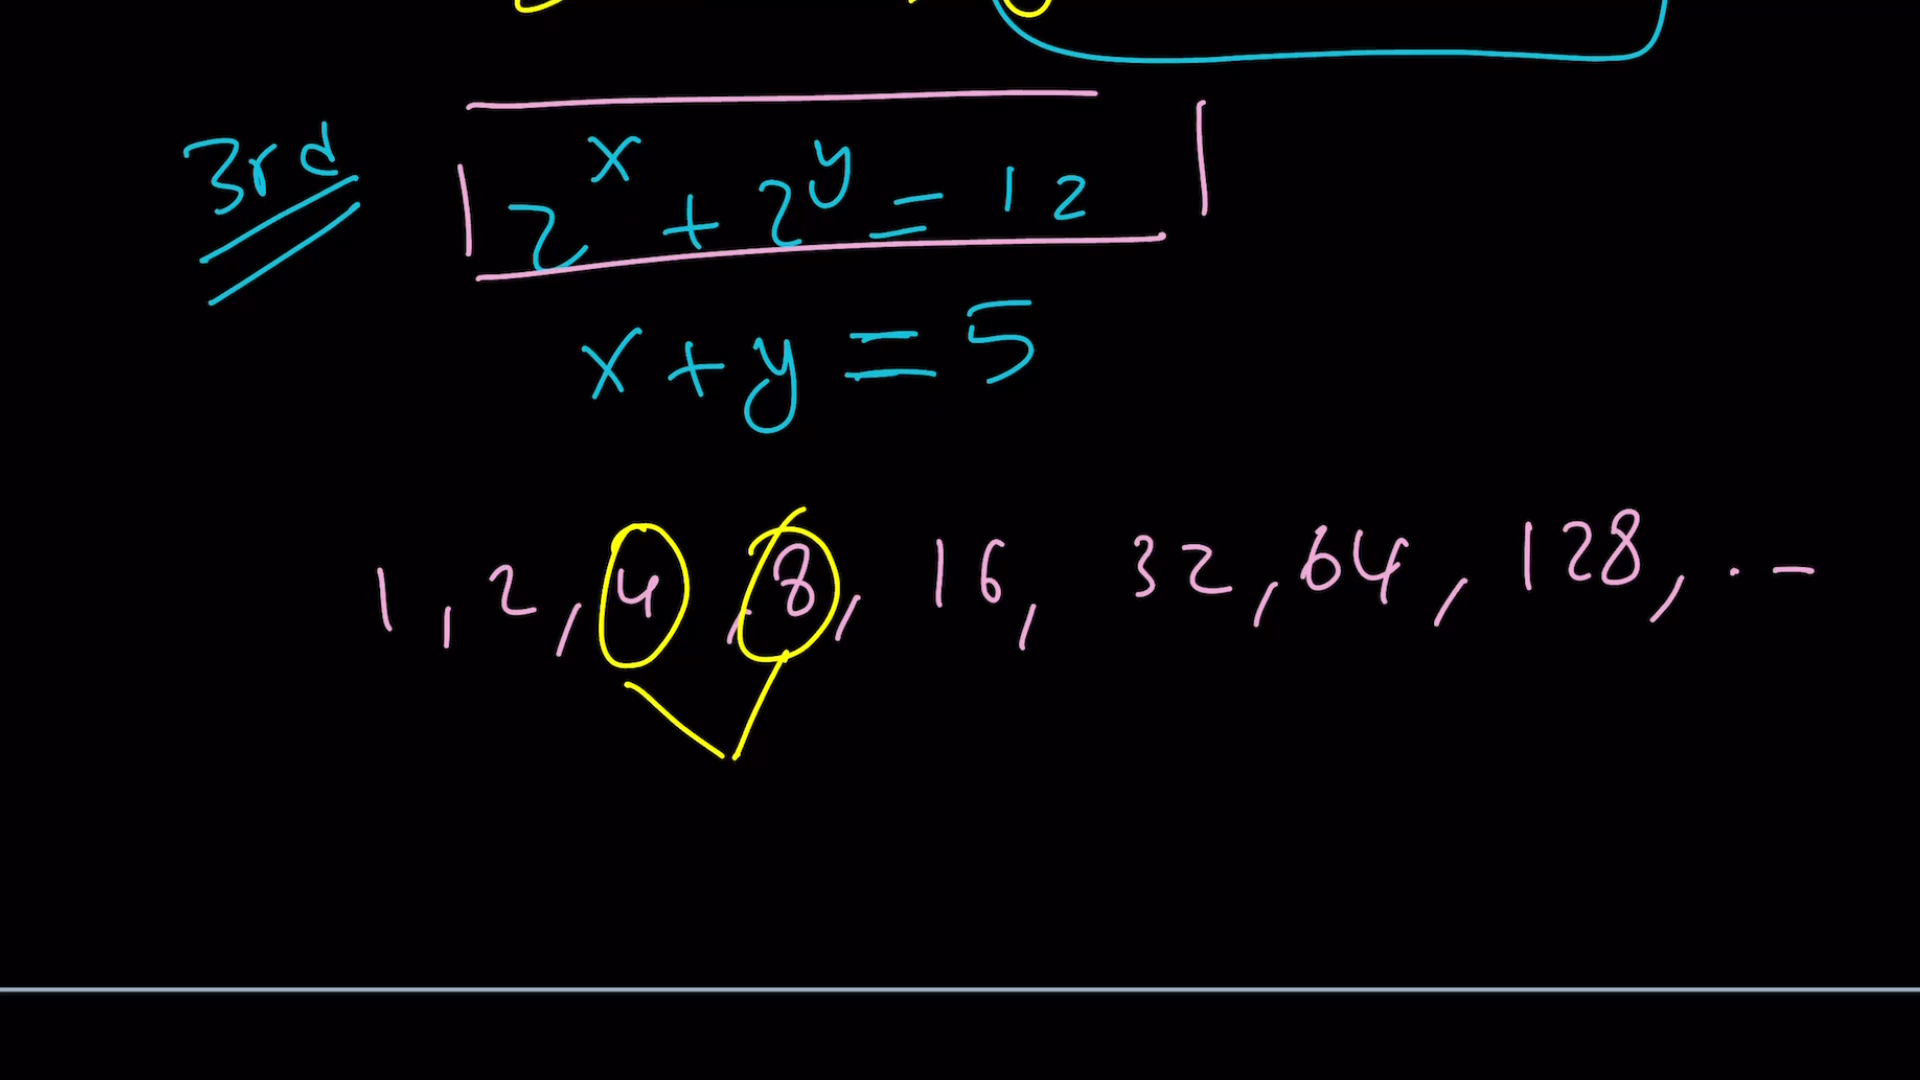 3rd 2^x + 2^y = 12
x + y = 5
1, 2, 4, 8, 16, 32, 64, 128, . -